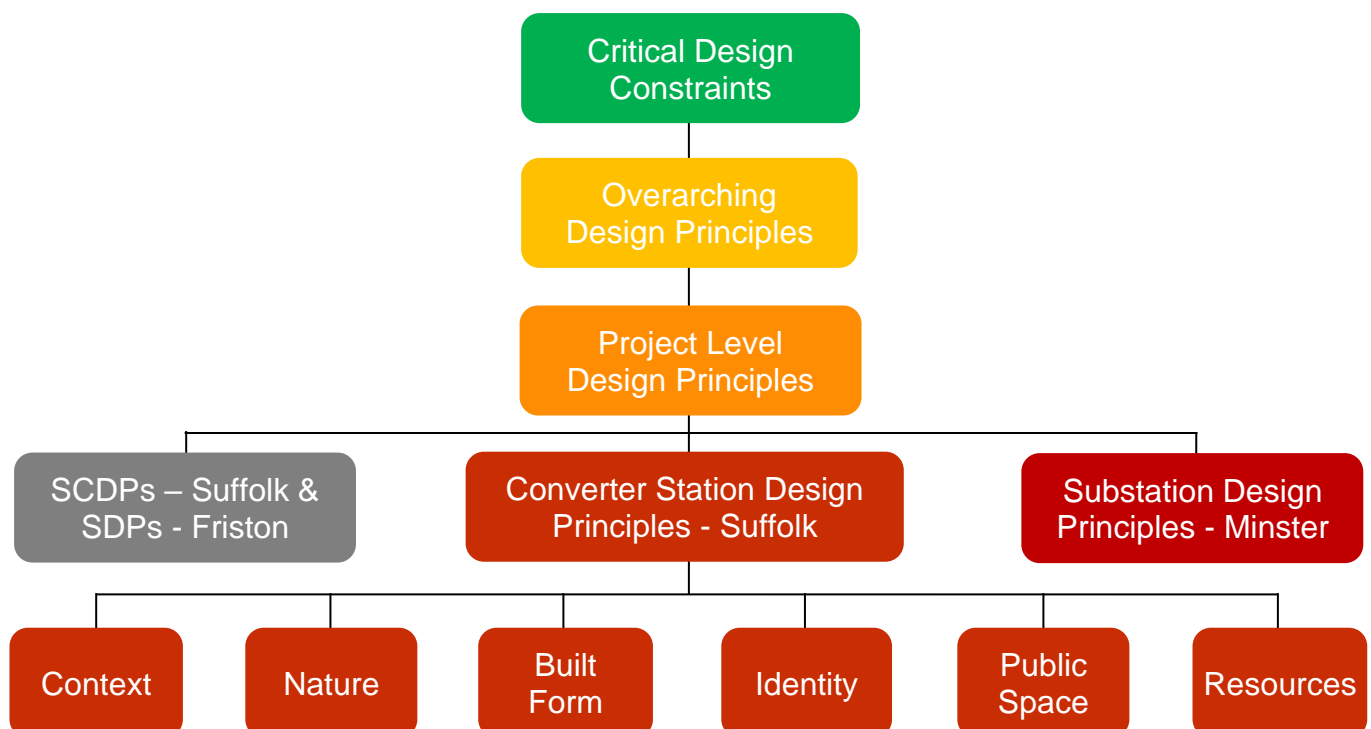 Critical Design
Constraints
Overarching
Design Principles
Project Level
Design Principles
SCDPs – Suffolk &
SDPs - Friston
Converter Station Design
Principles - Suffolk
Substation Design
Principles - Minster
Context
Nature
Built
Form
Identity
Public
Space
Resources